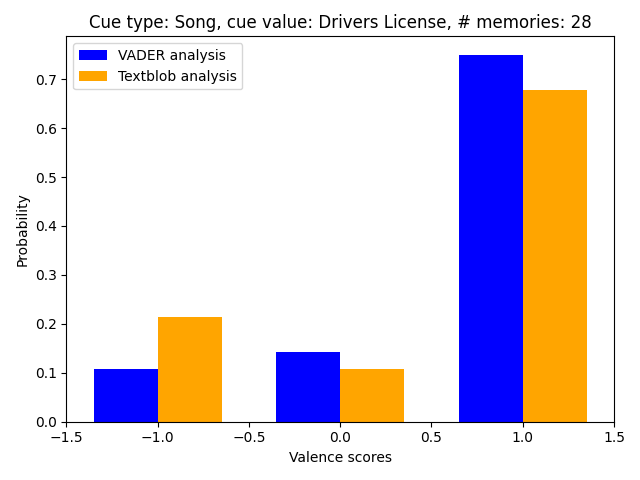 Cue type: Song, cue value: Drivers License, # memories: 28
VADER analysis
Textblob analysis
Probability
0.7
0.6
0.5
0.4
0.3
0.2
0.1
0.0
−1.5 −1.0 −0.5 0.0 0.5 1.0 1.5
Valence scores